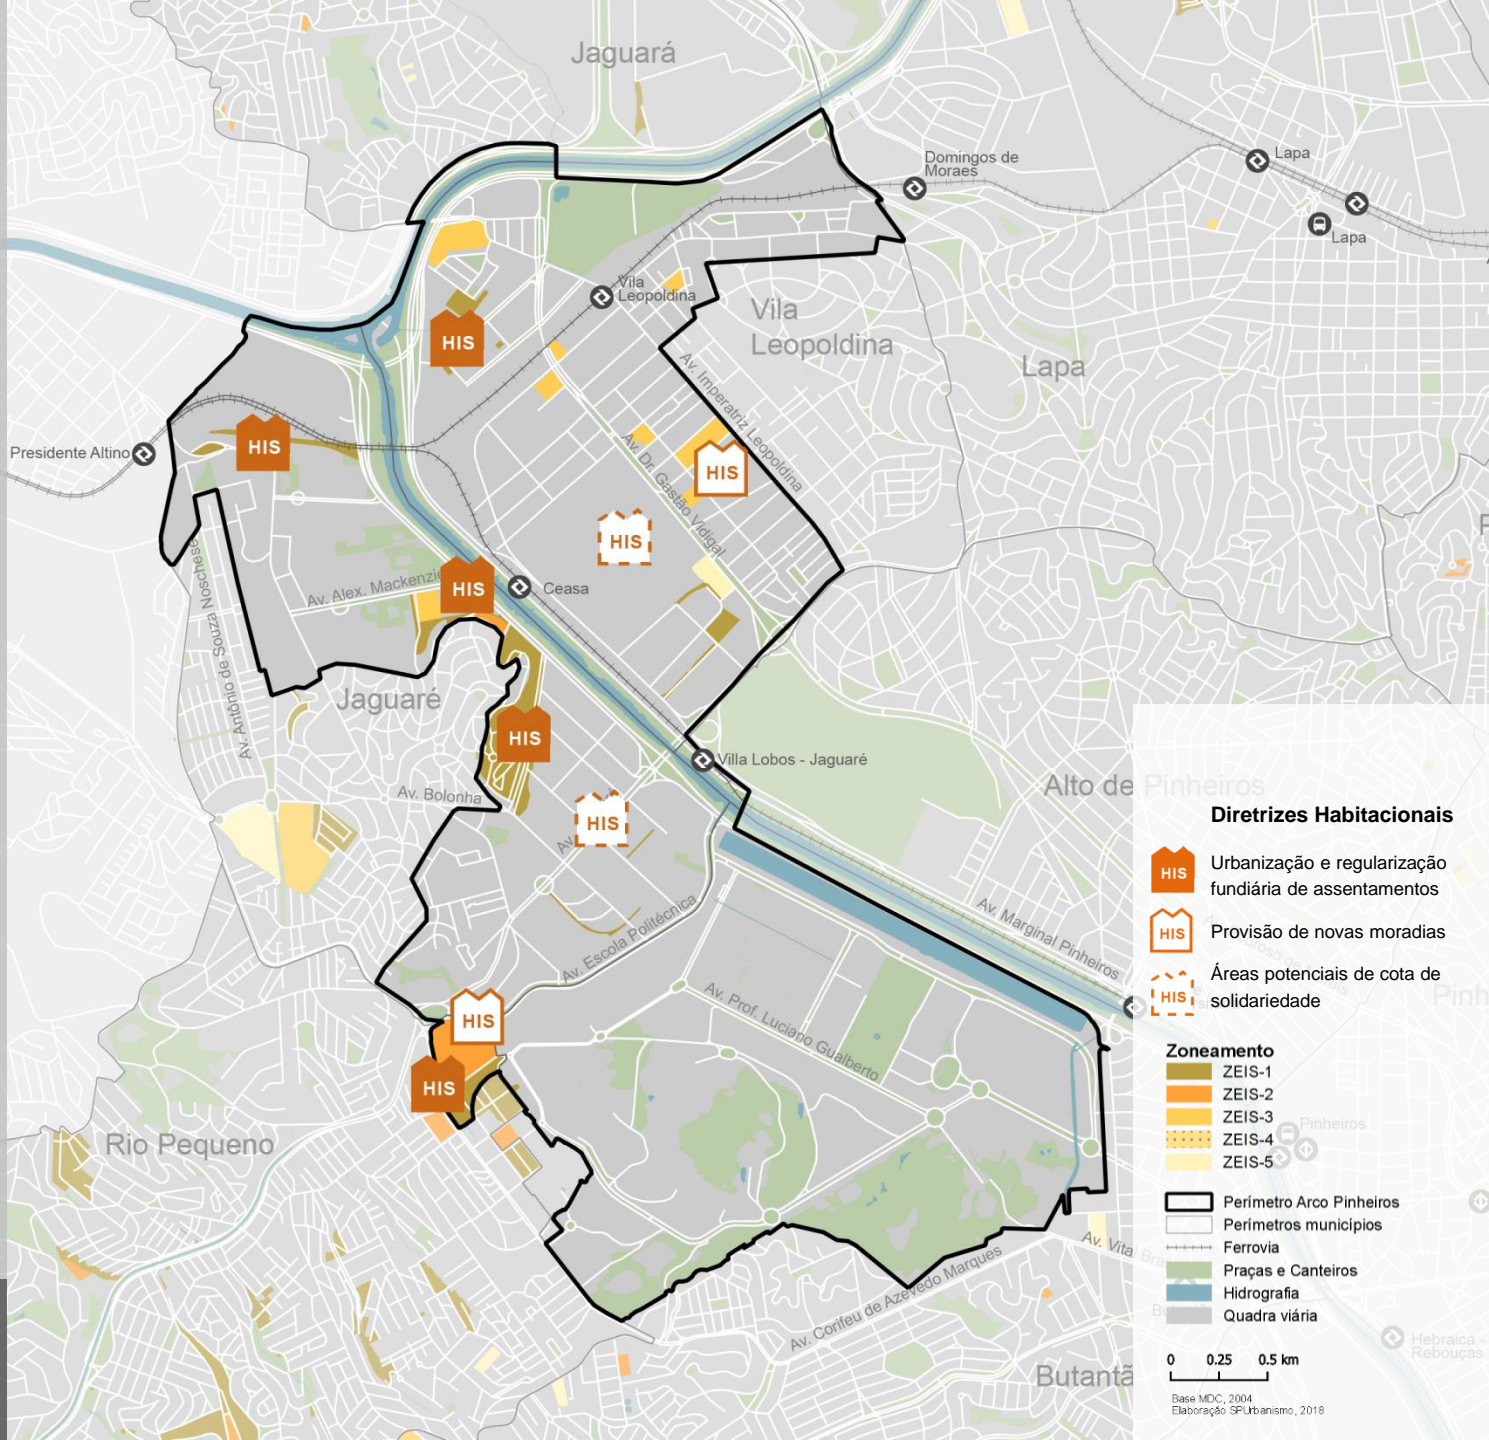 Jaguará
Domingos de
Moraes
Lapa
Lapa
Vila
Leopoldina
Vila
Leopoldina
Lapa
HIS
Av. Imperatriz Leopoldina
HIS
Presidente Altino
Av. Dr. Gastão Vidigal
HIS
HIS
Av. Alex. Mackenzie
HIS
Ceasa
Av. Antônio de Souza Noschese
Jaguaré
HIS
Villa Lobos - Jaguaré
Av. Bolonha
Alto de Pinheiros
HIS
Av.
Av. Escola Politécnica
Av. Marginal Pinheiros
Av. Prof. Luciano Gualberto
HIS
HIS
Rio Pequeno
Av. Corifeu de Azevedo Marques
Av. Vital Bra
Butantã
Diretrizes Habitacionais
HIS
Urbanização e regularização
fundiária de assentamentos
HIS
Provisão de novas moradias
HIS
Áreas potenciais de cota de
solidariedade
Pinh
Zoneamento
ZEIS-1
ZEIS-2
ZEIS-3
ZEIS-4
ZEIS-5
Pinheiros
Perímetro Arco Pinheiros
Perímetros municípios
Ferrovia
Praças e Canteiros
Hidrografia
Quadra viária
Hebraica -
Rebouças
0 0.25 0.5 km
Base MDC, 2004
Elaboração SPUrbanismo, 2018